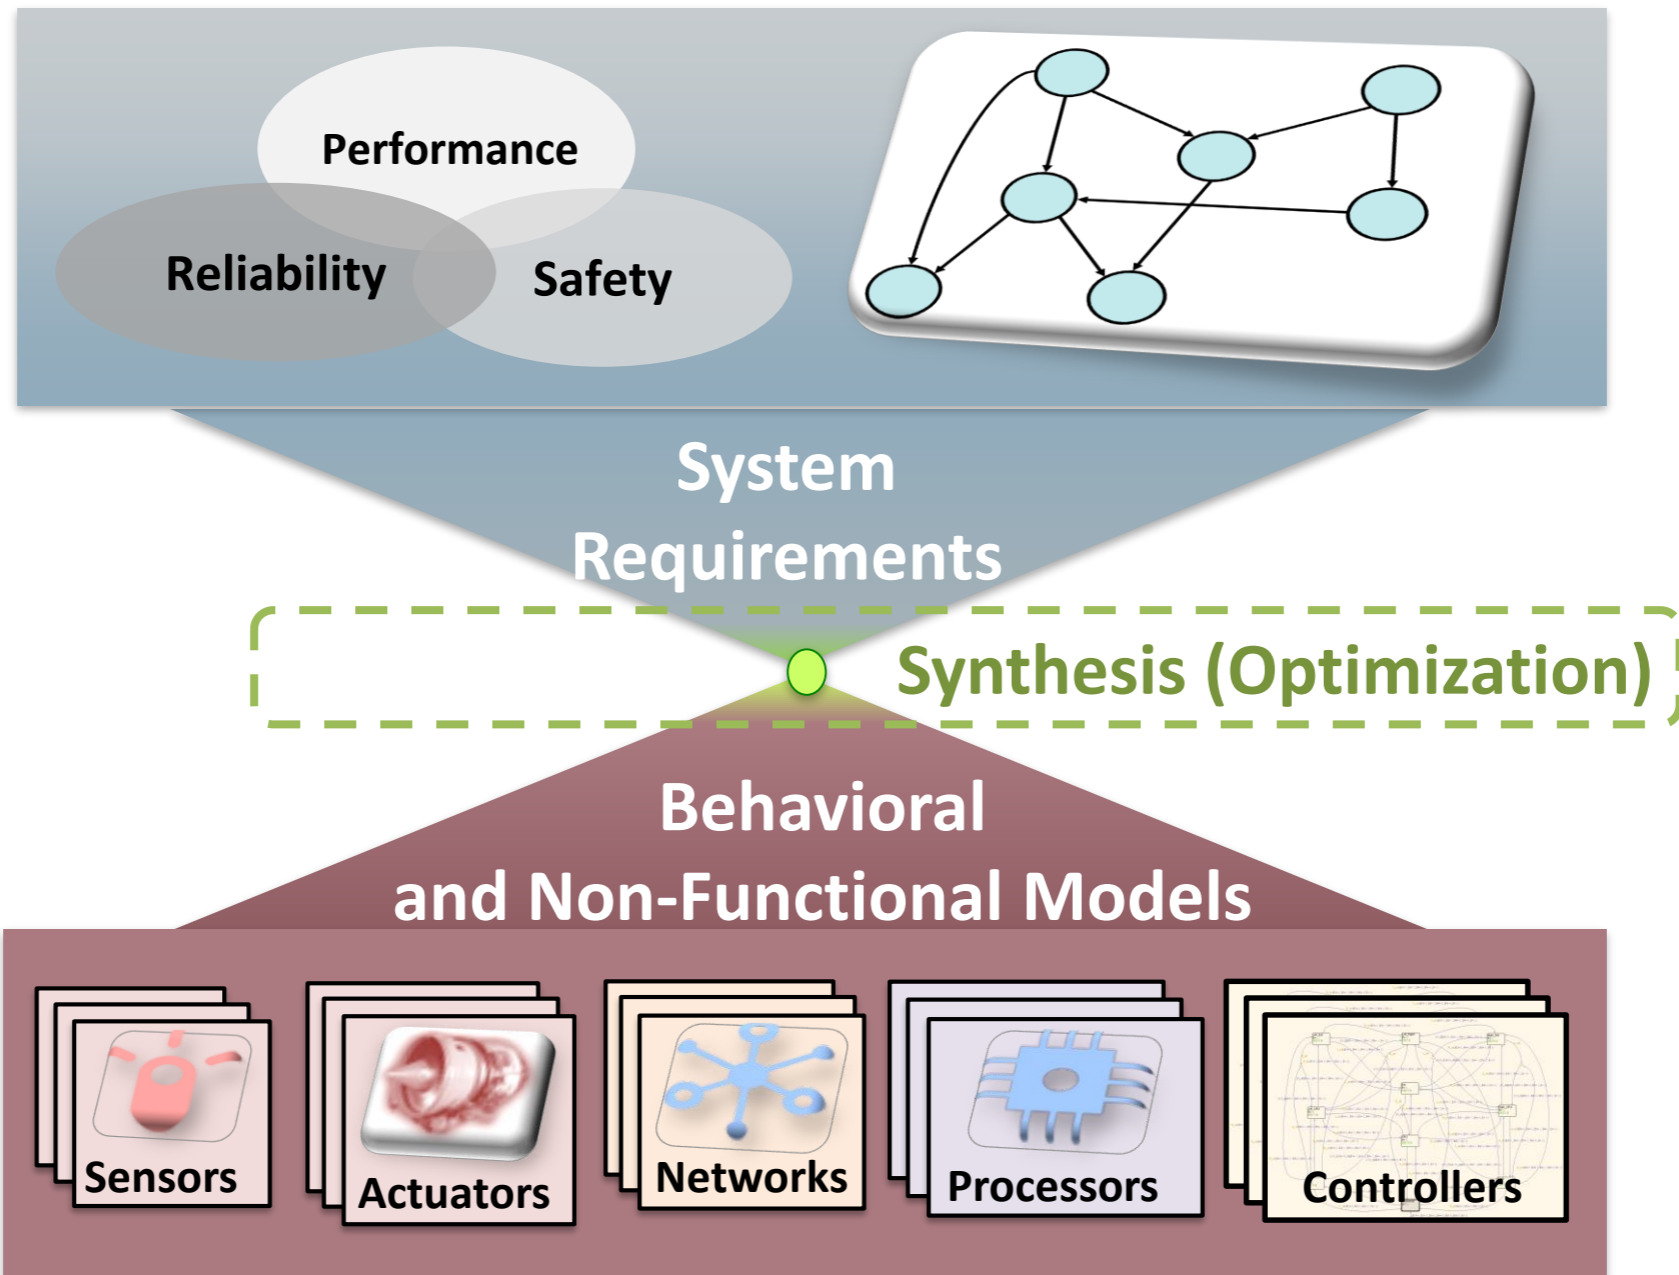 Performance
Reliability
Safety
System
Requirements
Synthesis (Optimization)
Behavioral
and Non-Functional Models
Sensors
Actuators
Networks
Processors
Controllers